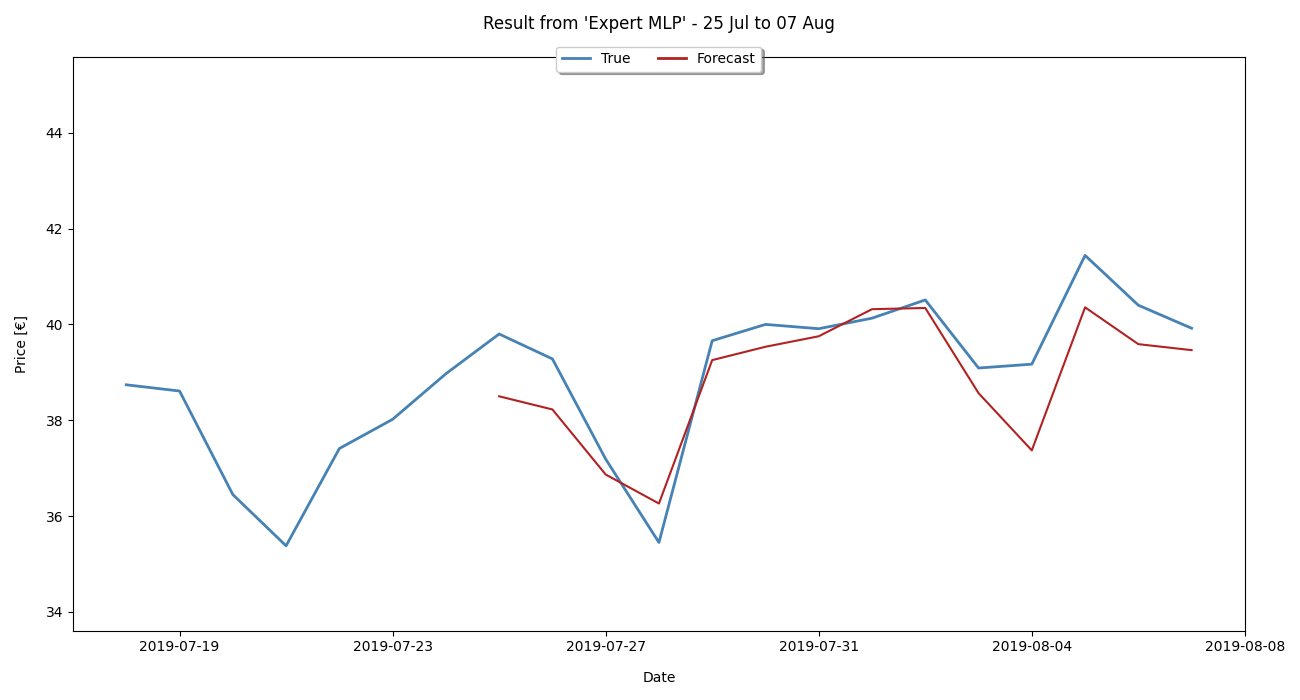 Result from 'Expert MLP' - 25 Jul to 07 Aug
True Forecast
44
42
40
38
36
34
Price [€]
2019-07-19 2019-07-23 2019-07-27 2019-07-31 2019-08-04 2019-08-08
Date